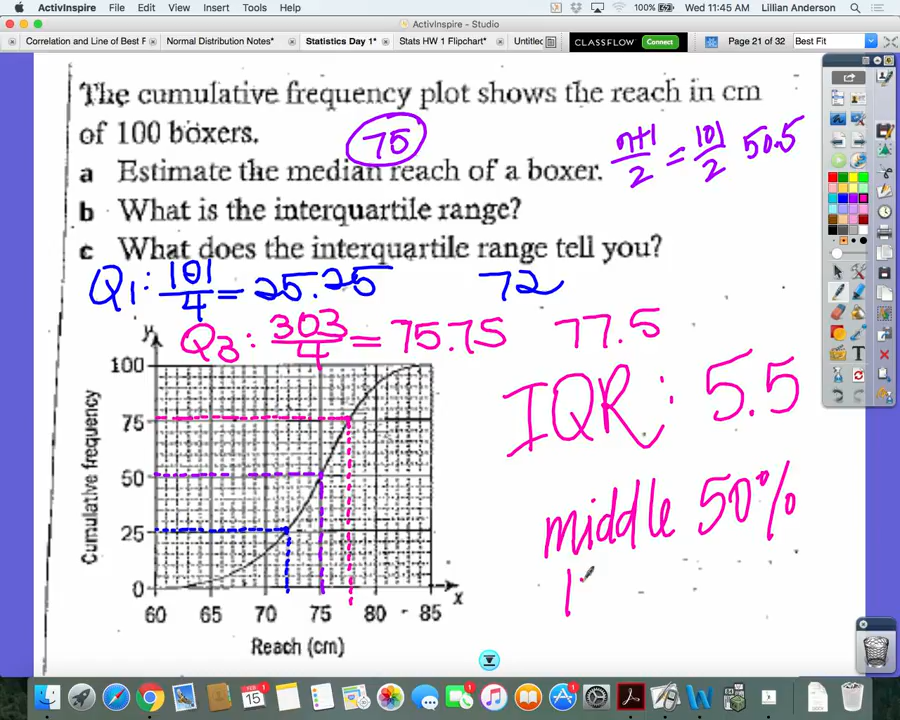 ActivInspire File Edit View Insert Tools Help 100% Wed 11:45 AM Lillian Anderson
ActivInspire - Studio
Correlation and Line of Best F Normal Distribution Notes* Statistics Day 1* Stats HW 1 Flipchart* Untitled CLASSFLOW Connect Page 21 of 32 Best Fit
The cumulative frequency plot shows the reach in cm
of 100 boxers.
75
n+1/2 = 101/2 50.5
a Estimate the median reach of a boxer.
b What is the interquartile range?
c What does the interquartile range tell you?
Q1: 101/4 = 25.25 72
Q3: 303/4 = 75.75 77.5
IQR: 5.5
middle 50%
y
100
75
50
25
0
Cumulative frequency
60 65 70 75 80 85 x
Reach (cm)
FEB
15
1